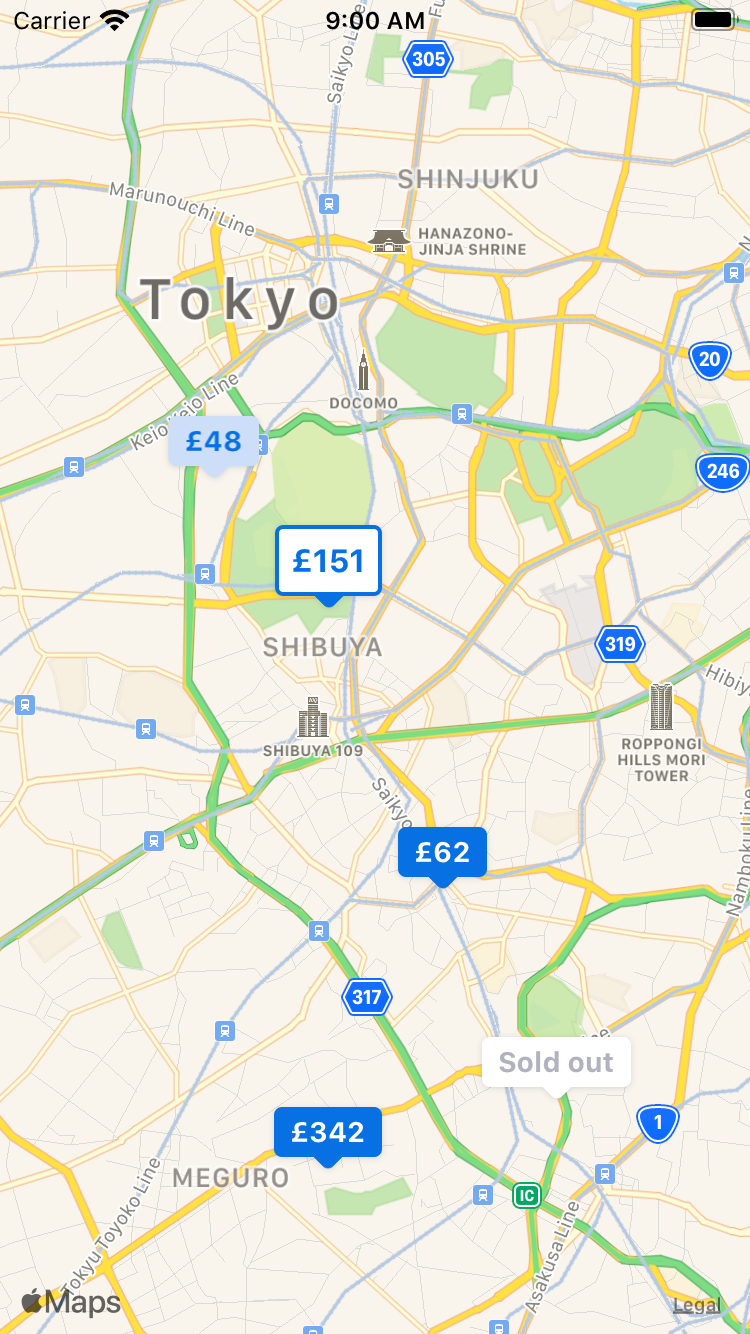 Carrier
9:00 AM
Saikyo Line
305
SHINJUKU
Marunouchi Line
HANAZONO-
JINJA SHRINE
Tokyo
20
DOCOMO
Keio
Keio Line
£48
246
£151
319
SHIBUYA
SHIBUYA 109
ROPPONGI
HILLS MORI
TOWER
Saikyo
£62
Namboku Line
317
Sold out
£342
1
MEGURO
IC
Tokyu Toyoko Line
Asakusa Line
Maps
Legal